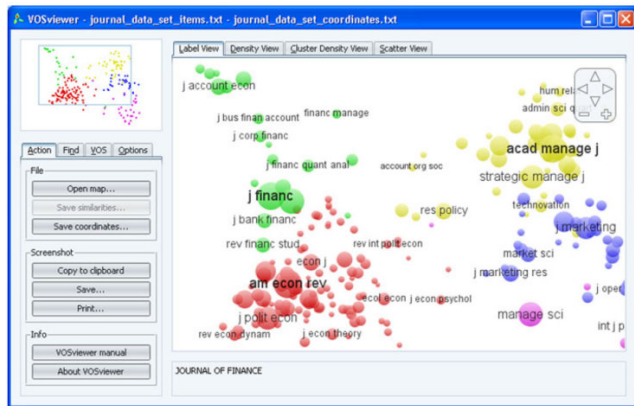 VOSviewer - journal_data_set_items.txt - journal_data_set_coordinates.txt
Label View Density View Cluster Density View Scatter View
Action Find VOS Options
File
Open map...
Save similarities...
Save coordinates...
Screenshot
Copy to clipboard
Save...
Print...
Info
VOSviewer manual
About VOSviewer
j account econ
hum rela
admin sci q
j bus finan account
financ manage
j corp financ
acad manage j
j financ quant anal
account org soc
strategic manage j
j financ
technovation
res policy
j bank financ
j marketing
rev financ stud
rev int polit econ
market sci
econ j
j marketing res
am econ rev
j oper
ecol econ
j econ psychol
j polit econ
manage sci
int j p
rev econ dynam
j econ theory
JOURNAL OF FINANCE